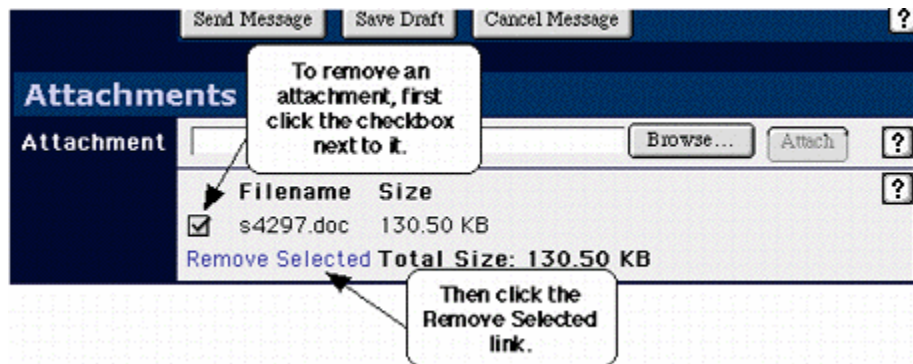 Send Message Save Draft Cancel Message ?
To remove an
attachment, first
click the checkbox
next to it.
Attachments
Attachment Browse... Attach ?
Filename Size ?
s4297.doc 130.50 KB
Remove Selected Total Size: 130.50 KB
Then click the
Remove Selected
link.